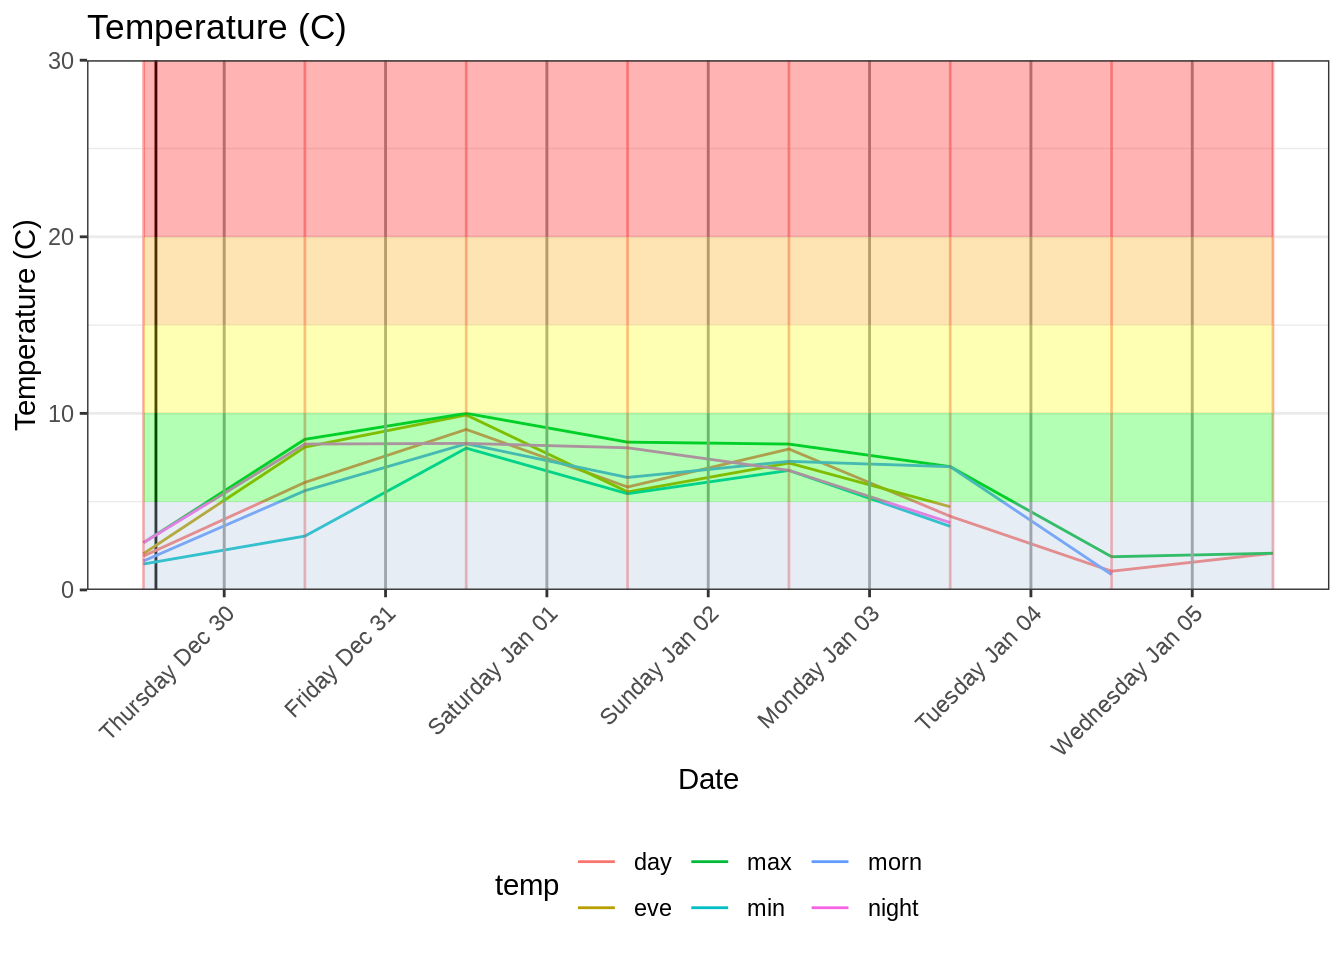 Temperature (C)
30
20
10
0
Temperature (C)
Thursday Dec 30
Friday Dec 31
Saturday Jan 01
Sunday Jan 02
Monday Jan 03
Tuesday Jan 04
Wednesday Jan 05
Date
temp
day
max
morn
eve
min
night